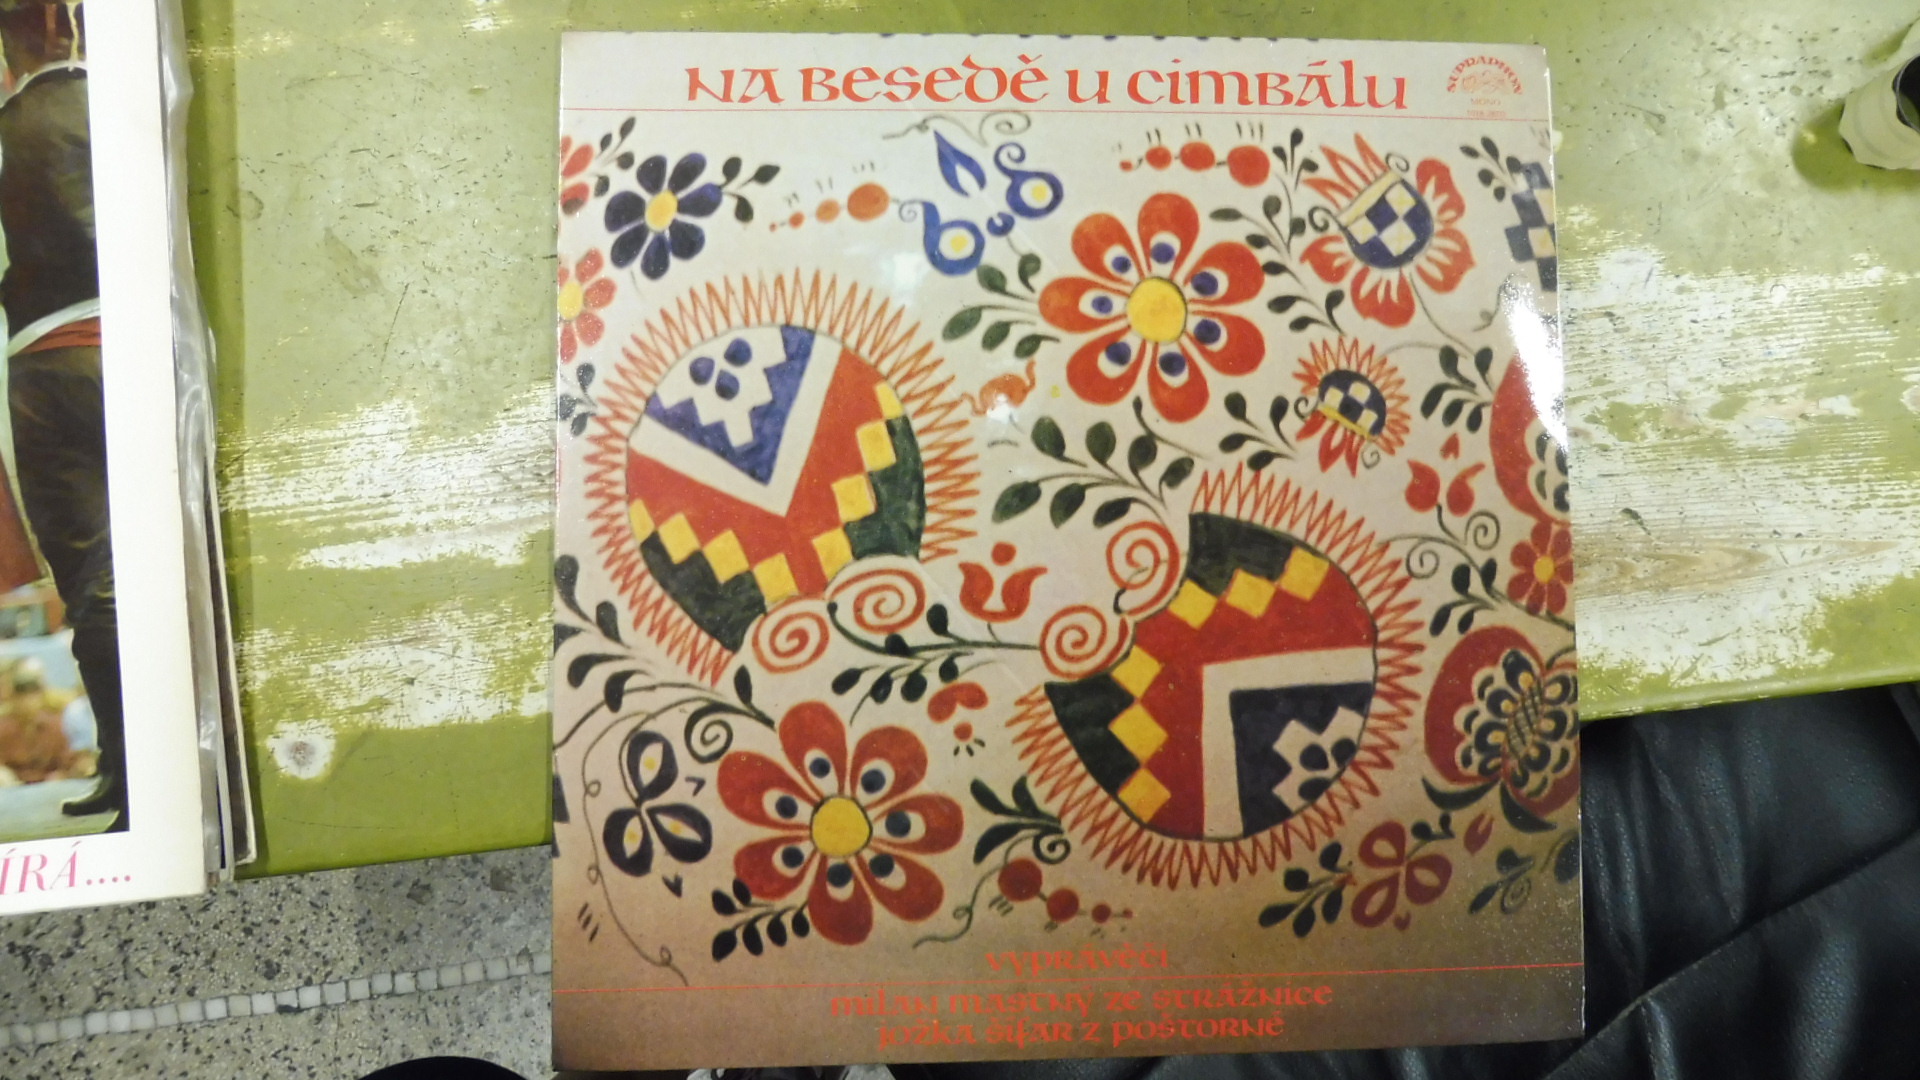 NA BESEDĚ U CIMBÁLU
SUPRAPHON
MONO
VYPRÁVĚČI
MILAN MASTNÝ ZE STRÁŽNICE
JOŽKA ŠIFAR Z POŠTORNÉ
ÍRÁ....